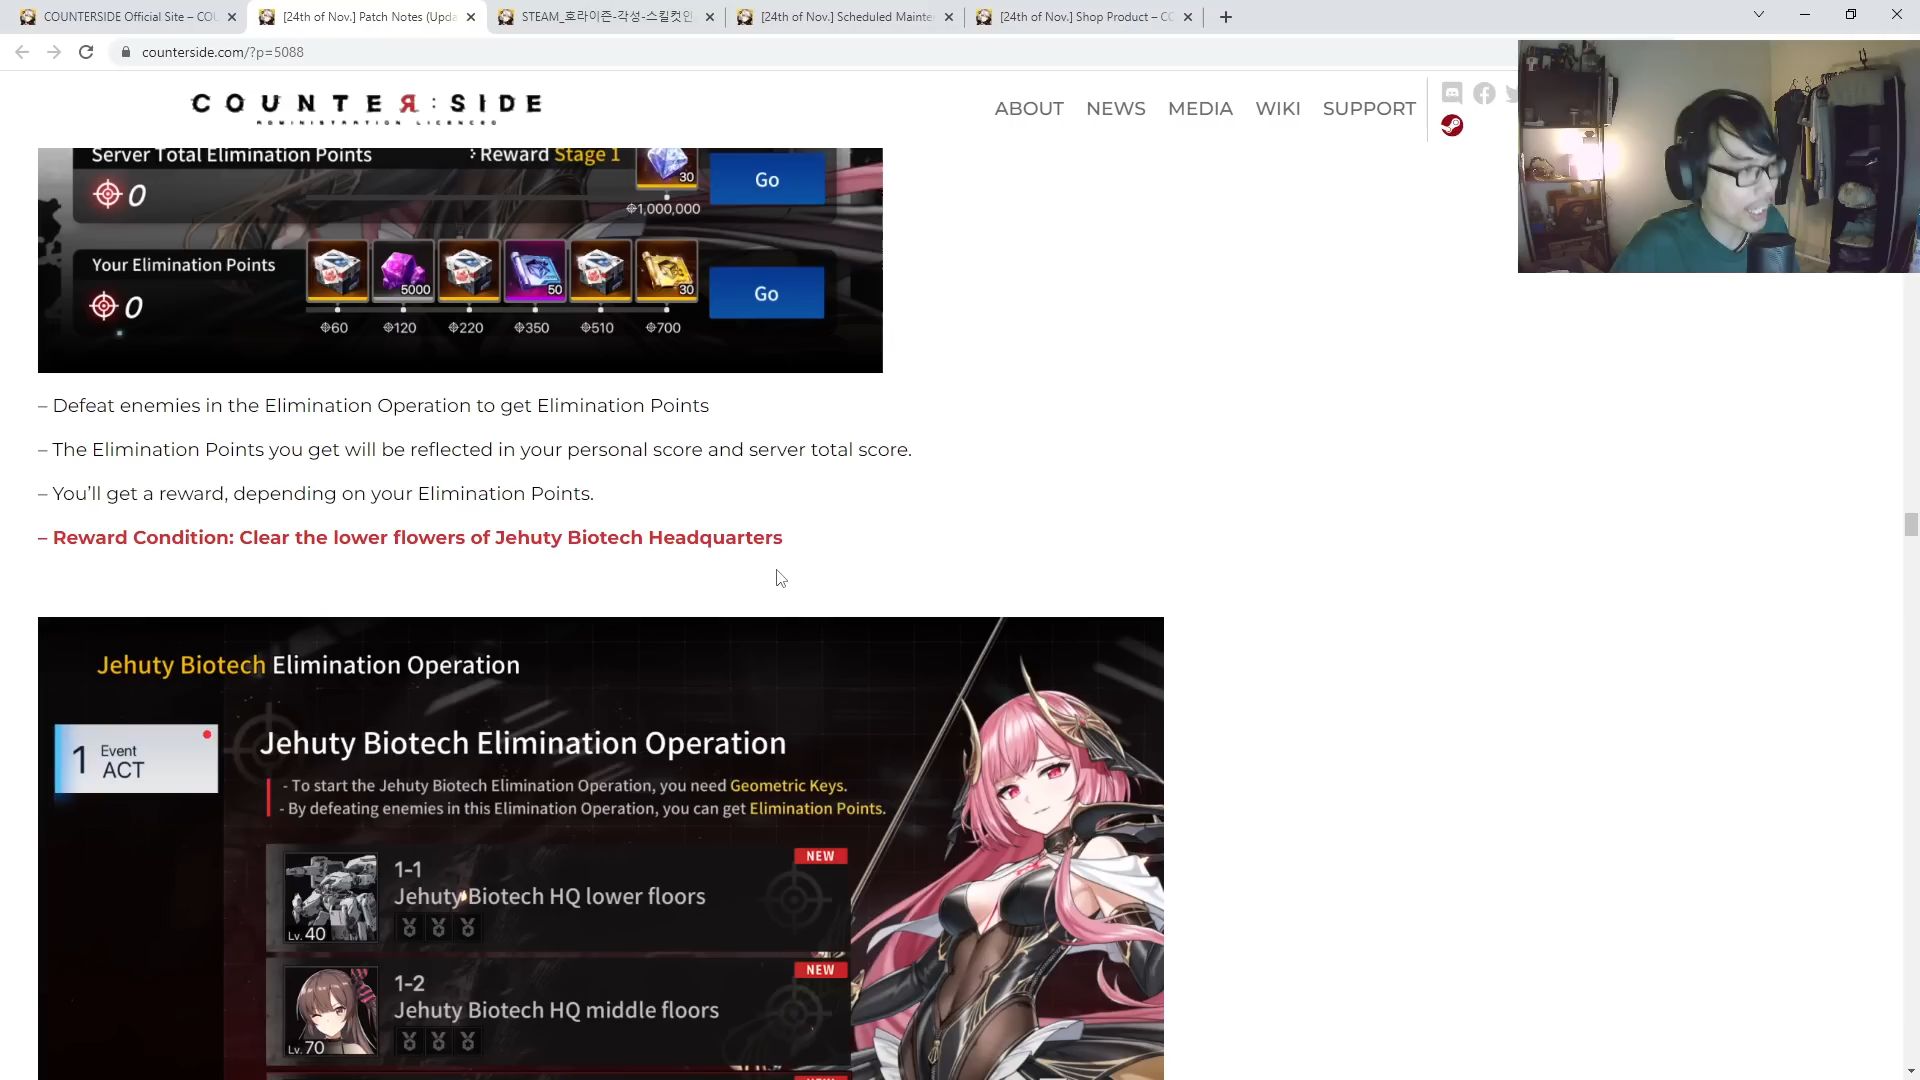 COUNTERSIDE Official Site – COU
[24th of Nov.] Patch Notes (Upda
STEAM_호라이즌-각성-스킬컷인
[24th of Nov.] Scheduled Mainte
[24th of Nov.] Shop Product – CO
counterside.com/?p=5088
COUNTER:SIDE
ADMINISTRATION LICENCED
ABOUT NEWS MEDIA WIKI SUPPORT
Server Total Elimination Points
: Reward Stage 1
30
Go
0
1,000,000
Your Elimination Points
5000
50
30
Go
0
60 120 220 350 510 700
– Defeat enemies in the Elimination Operation to get Elimination Points
– The Elimination Points you get will be reflected in your personal score and server total score.
– You’ll get a reward, depending on your Elimination Points.
– Reward Condition: Clear the lower flowers of Jehuty Biotech Headquarters
Jehuty Biotech Elimination Operation
1 Event
ACT
Jehuty Biotech Elimination Operation
- To start the Jehuty Biotech Elimination Operation, you need Geometric Keys.
- By defeating enemies in this Elimination Operation, you can get Elimination Points.
NEW
1-1
Jehuty Biotech HQ lower floors
Lv. 40
NEW
1-2
Jehuty Biotech HQ middle floors
Lv. 70